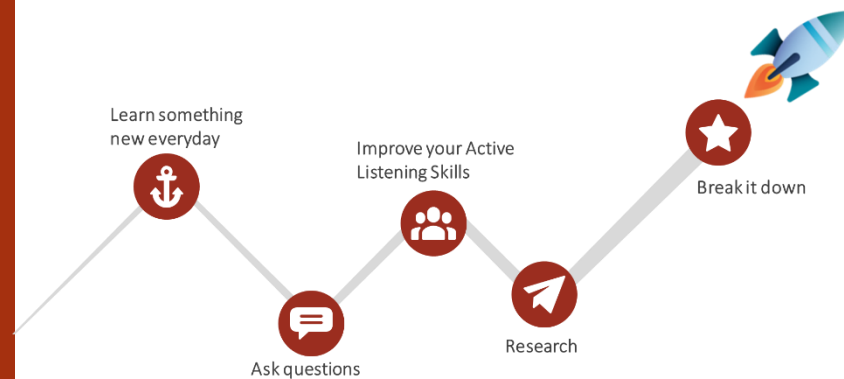 Learn something
new everyday
Ask questions
Improve your Active
Listening Skills
Research
Break it down